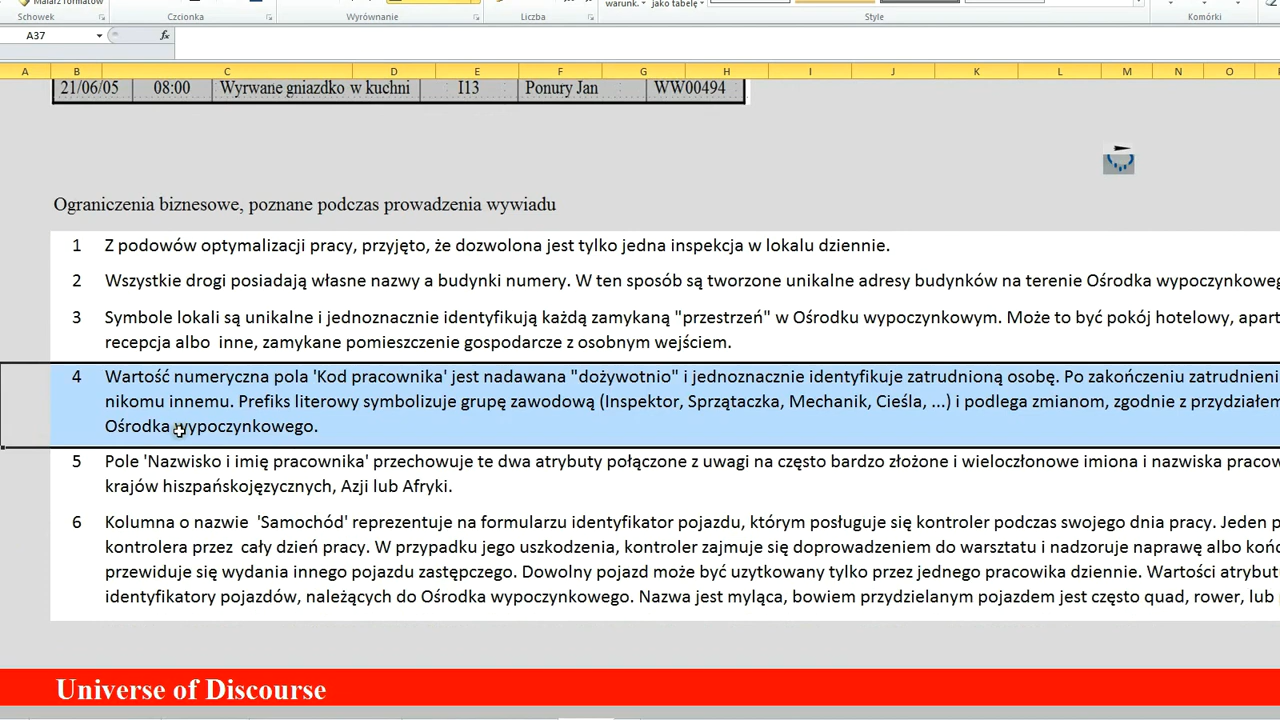 Malarz formatów
warunk.
jako tabelę
Schowek
Czcionka
Wyrównanie
Liczba
Style
Komórki
A37
fx
A B C D E F G H I J K L M N O
21/06/05 08:00 Wyrwane gniazdko w kuchni I13 Ponury Jan WW00494
Ograniczenia biznesowe, poznane podczas prowadzenia wywiadu
1 Z podowów optymalizacji pracy, przyjęto, że dozwolona jest tylko jedna inspekcja w lokalu dziennie.
2 Wszystkie drogi posiadają własne nazwy a budynki numery. W ten sposób są tworzone unikalne adresy budynków na terenie Ośrodka wypoczynkoweg
3 Symbole lokali są unikalne i jednoznacznie identyfikują każdą zamykaną "przestrzeń" w Ośrodku wypoczynkowym. Może to być pokój hotelowy, apart
recepcja albo inne, zamykane pomieszczenie gospodarcze z osobnym wejściem.
4 Wartość numeryczna pola 'Kod pracownika' jest nadawana "dożywotnio" i jednoznacznie identyfikuje zatrudnioną osobę. Po zakończeniu zatrudnieni
nikomu innemu. Prefiks literowy symbolizuje grupę zawodową (Inspektor, Sprzątaczka, Mechanik, Cieśla, ...) i podlega zmianom, zgodnie z przydziałem
Ośrodka wypoczynkowego.
5 Pole 'Nazwisko i imię pracownika' przechowuje te dwa atrybuty połączone z uwagi na często bardzo złożone i wieloczłonowe imiona i nazwiska pracow
krajów hiszpańskojęzycznych, Azji lub Afryki.
6 Kolumna o nazwie 'Samochód' reprezentuje na formularzu identyfikator pojazdu, którym posługuje się kontroler podczas swojego dnia pracy. Jeden p
kontrolera przez cały dzień pracy. W przypadku jego uszkodzenia, kontroler zajmuje się doprowadzeniem do warsztatu i nadzoruje naprawę albo końc
przewiduje się wydania innego pojazdu zastępczego. Dowolny pojazd może być uzytkowany tylko przez jednego pracowika dziennie. Wartości atrybutu
identyfikatory pojazdów, należących do Ośrodka wypoczynkowego. Nazwa jest myląca, bowiem przydzielanym pojazdem jest często quad, rower, lub
Universe of Discourse